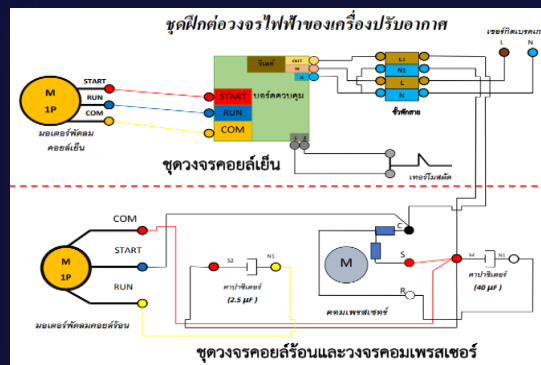 ชุดฝึกต่อวงจรไฟฟ้าของเครื่องปรับอากาศ
เซอร์กิตเบรคเกอ
L N
รีเลย์ OUT
IN
N
L1
N1
L
N
ขั้วพักสาย
START
RUN
COM
M
1P
มอเตอร์พัดลม
คอยล์เย็น
START บอร์ดควบคุม
RUN
COM
ชุดวงจรคอยล์เย็น
เทอร์โมสตัด
COM
START
RUN
M
1P
มอเตอร์พัดลมคอยล์ร้อน
S2 N1
คาปาซิเตอร์
(2.5 µF)
C
S
R
M
คอมเพรสเซอร์
S2 N1
คาปาซิเตอร์
(40 µF)
ชุดวงจรคอยล์ร้อนและวงจรคอมเพรสเซอร์